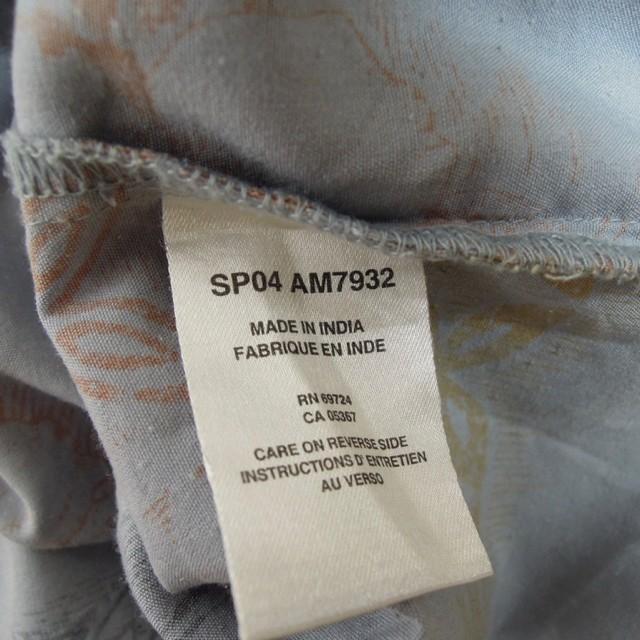 SP04 AM7932
MADE IN INDIA
FABRIQUE EN INDE
RN 69724
CA 05367
CARE ON REVERSE SIDE
INSTRUCTIONS D'ENTRETIEN
AU VERSO